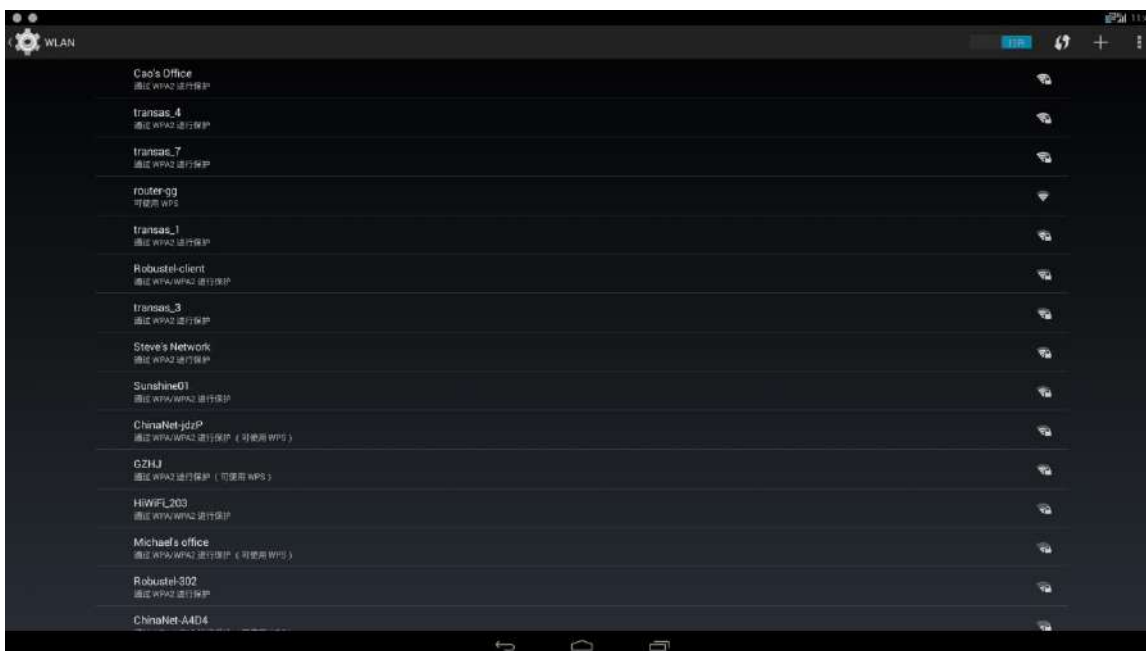 WLAN
Cao's Office
通过 WPA2 进行保护
transas_4
通过 WPA2 进行保护
transas_7
通过 WPA2 进行保护
router-gg
可使用 WPS
transas_1
通过 WPA2 进行保护
Robustel-client
通过 WPA/WPA2 进行保护
transas_3
通过 WPA2 进行保护
Steve's Network
通过 WPA2 进行保护
Sunshine01
通过 WPA/WPA2 进行保护
ChinaNet-jdzP
通过 WPA/WPA2 进行保护（可使用 WPS）
GZHJ
通过 WPA2 进行保护（可使用 WPS）
HiWiFi_203
通过 WPA/WPA2 进行保护
Michael's office
通过 WPA/WPA2 进行保护（可使用 WPS）
Robustel-302
通过 WPA2 进行保护
ChinaNet-A4D4